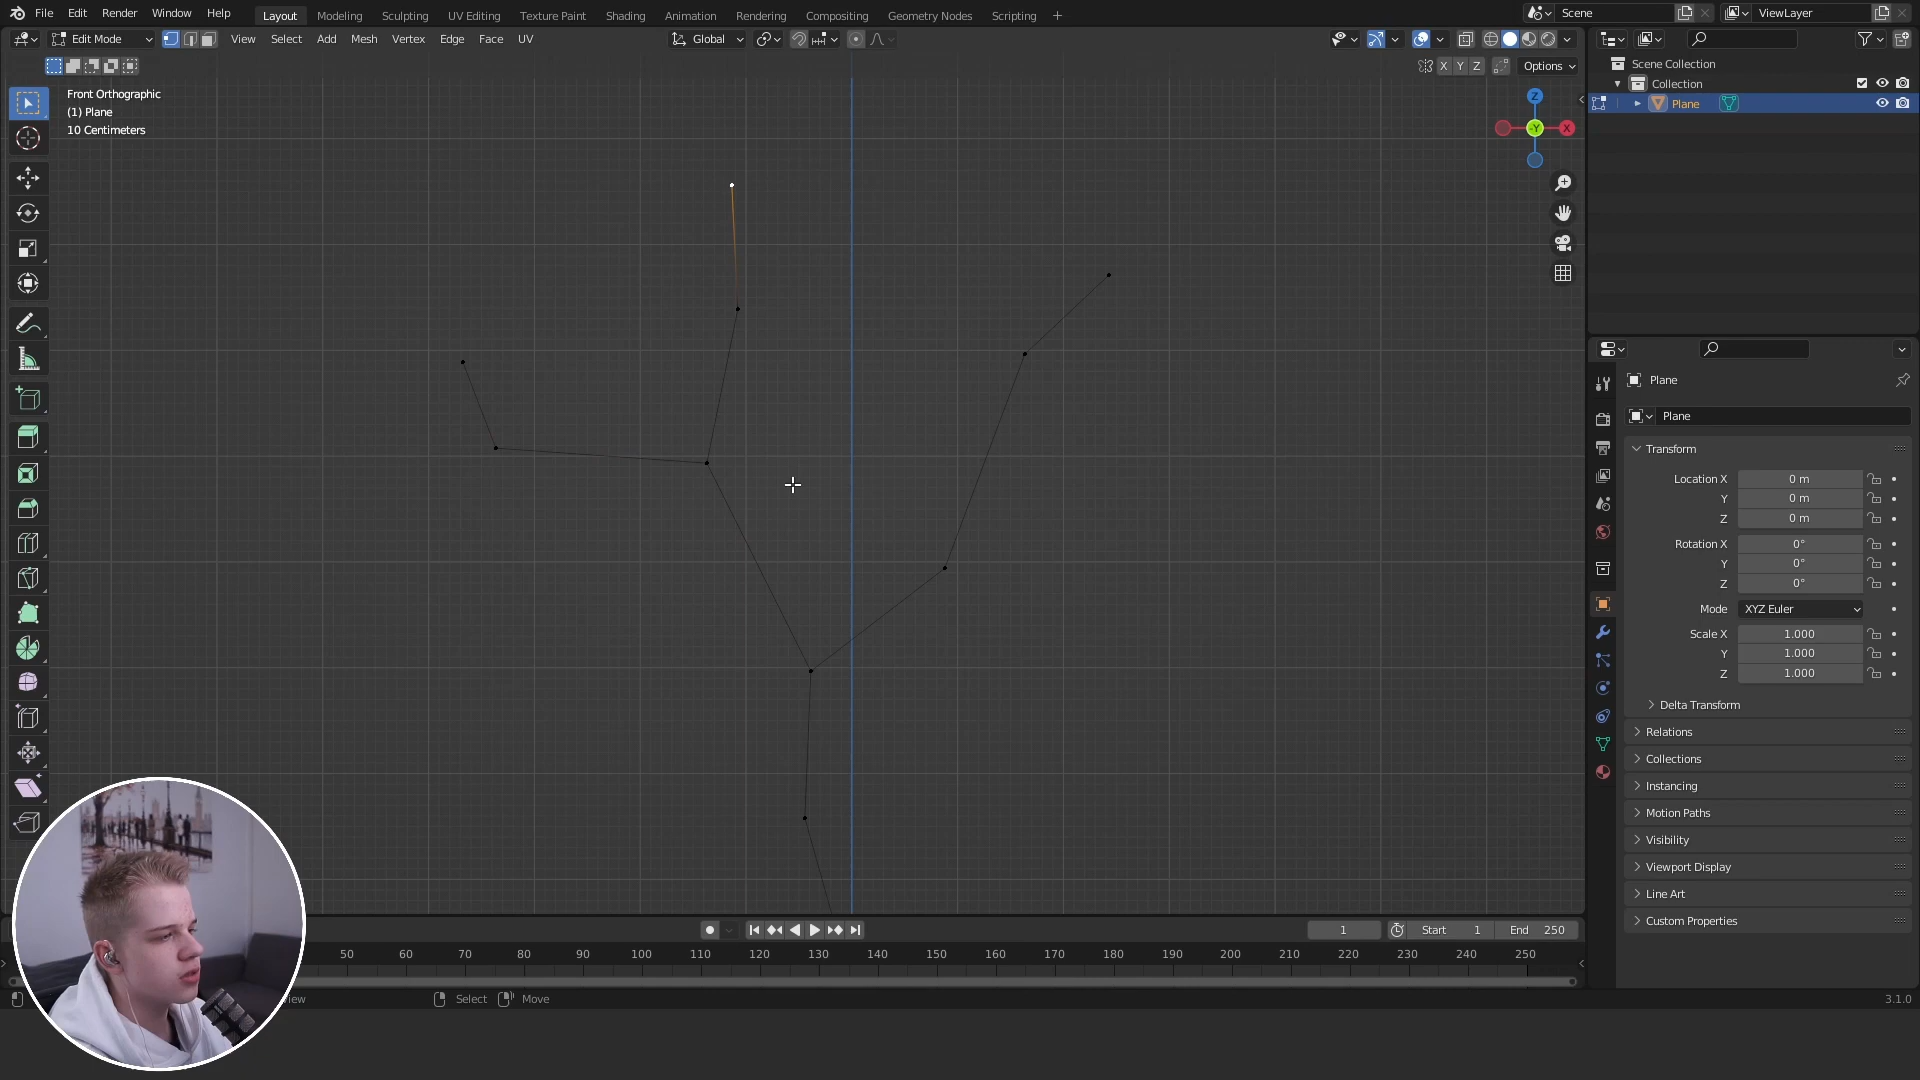 File Edit Render Window Help Layout Modeling Sculpting UV Editing Texture Paint Shading Animation Rendering Compositing Geometry Nodes Scripting + Scene ViewLayer
Edit Mode View Select Add Mesh Vertex Edge Face UV Global
X Y Z Options
Front Orthographic
(1) Plane
10 Centimeters
Z
-Y X
Scene Collection
Collection
Plane
Plane
Plane
Transform
Location X 0 m
Y 0 m
Z 0 m
Rotation X 0°
Y 0°
Z 0°
Mode XYZ Euler
Scale X 1.000
Y 1.000
Z 1.000
Delta Transform
Relations
Collections
Instancing
Motion Paths
Visibility
Viewport Display
Line Art
Custom Properties
1 Start 1 End 250
50 60 70 80 90 100 110 120 130 140 150 160 170 180 190 200 210 220 230 240 250
Select Move 3.1.0